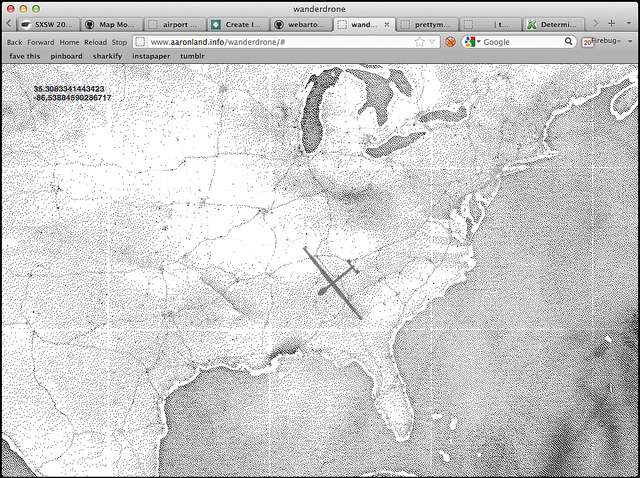 wanderdrone
SXSW 20...
Map Mo...
airport ...
Create I...
webarto...
wand...
prettym...
I t...
Determi...
Back Forward Home Reload Stop
www.aaronland.info/wanderdrone/#
Google
20
Firebug
fave this pinboard sharkify instapaper tumblr
35.3083341443423
-86.53884590286717